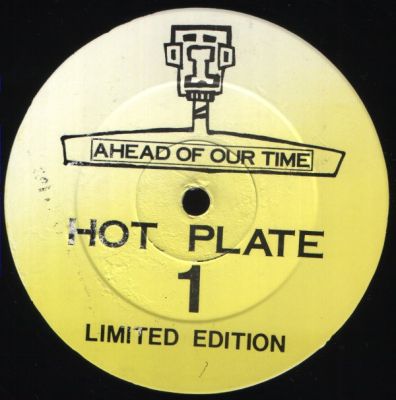 AHEAD OF OUR TIME
HOT PLATE
1
LIMITED EDITION